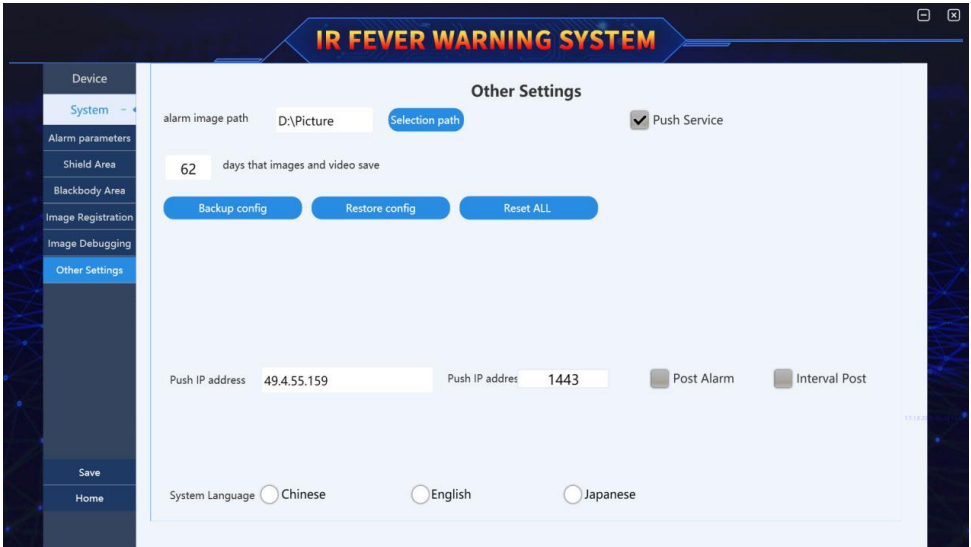 IR FEVER WARNING SYSTEM
Device
System
Alarm parameters
Shield Area
Blackbody Area
Image Registration
Image Debugging
Other Settings
Save
Home
Other Settings
alarm image path D:\Picture Selection path Push Service
62 days that images and video save
Backup config Restore config Reset ALL
Push IP address 49.4.55.159 Push IP addres 1443 Post Alarm Interval Post
System Language Chinese English Japanese